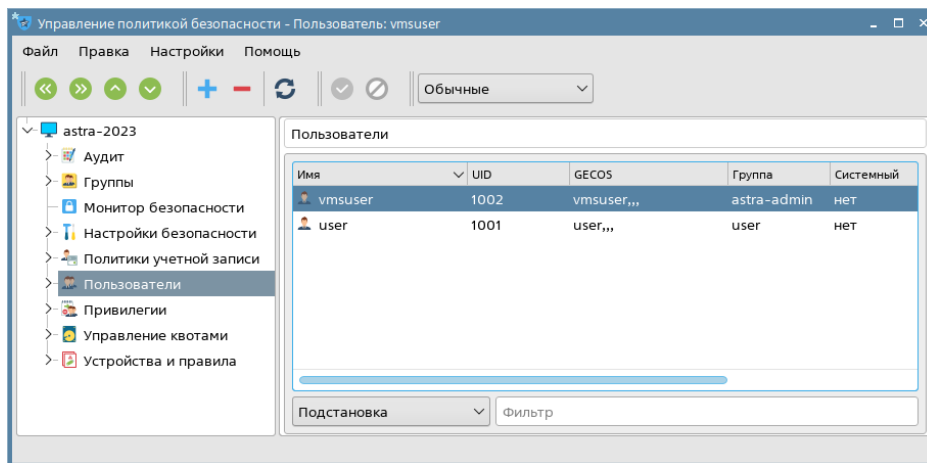 Управление политикой безопасности - Пользователь: vmsuser
Файл Правка Настройки Помощь
Обычные
astra-2023
Аудит
Группы
Монитор безопасности
Настройки безопасности
Политики учетной записи
Пользователи
Привилегии
Управление квотами
Устройства и правила
Пользователи
Имя UID GECOS Группа Системный
vmsuser 1002 vmsuser,,, astra-admin нет
user 1001 user,,, user нет
Подстановка Фильтр